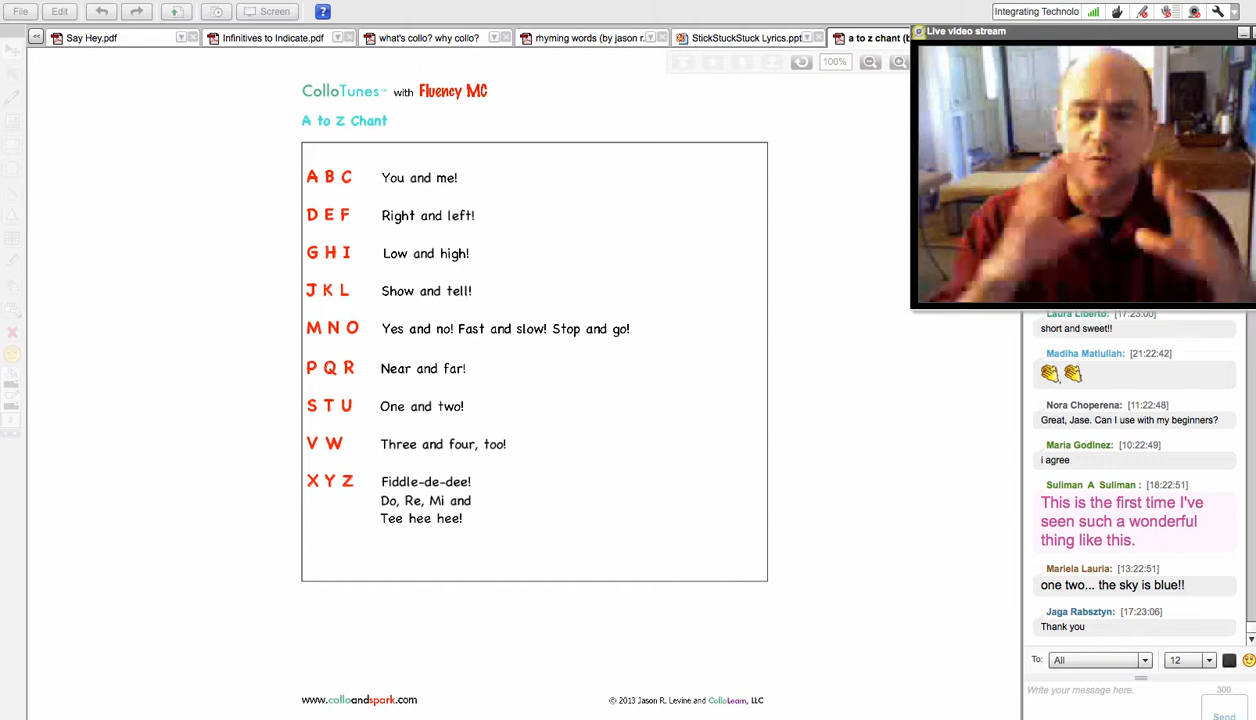 File Edit Screen ? Integrating Technolo
<< Say Hey.pdf Infinitives to Indicate.pdf what's collo? why collo? rhyming words (by jason r. StickStuckStuck Lyrics.ppt a to z chant (b
Live video stream
100%
ColloTunes™ with Fluency MC
A to Z Chant
A B C You and me!
D E F Right and left!
G H I Low and high!
J K L Show and tell!
M N O Yes and no! Fast and slow! Stop and go!
P Q R Near and far!
S T U One and two!
V W Three and four, too!
X Y Z Fiddle-de-dee!
Do, Re, Mi and
Tee hee hee!
www.colloandspark.com © 2013 Jason R. Levine and ColloLearn, LLC
Laura Liberto: [17:23:00]
short and sweet!!
Madiha Matiullah: [21:22:42]
Nora Choperena: [11:22:48]
Great, Jase. Can I use with my beginners?
Maria Godinez: [10:22:49]
i agree
Suliman A Suliman : [18:22:51]
This is the first time I've
seen such a wonderful
thing like this.
Mariela Lauria: [13:22:51]
one two... the sky is blue!!
Jaga Rabsztyn: [17:23:06]
Thank you
To: All 12
Write your message here. 300
Send